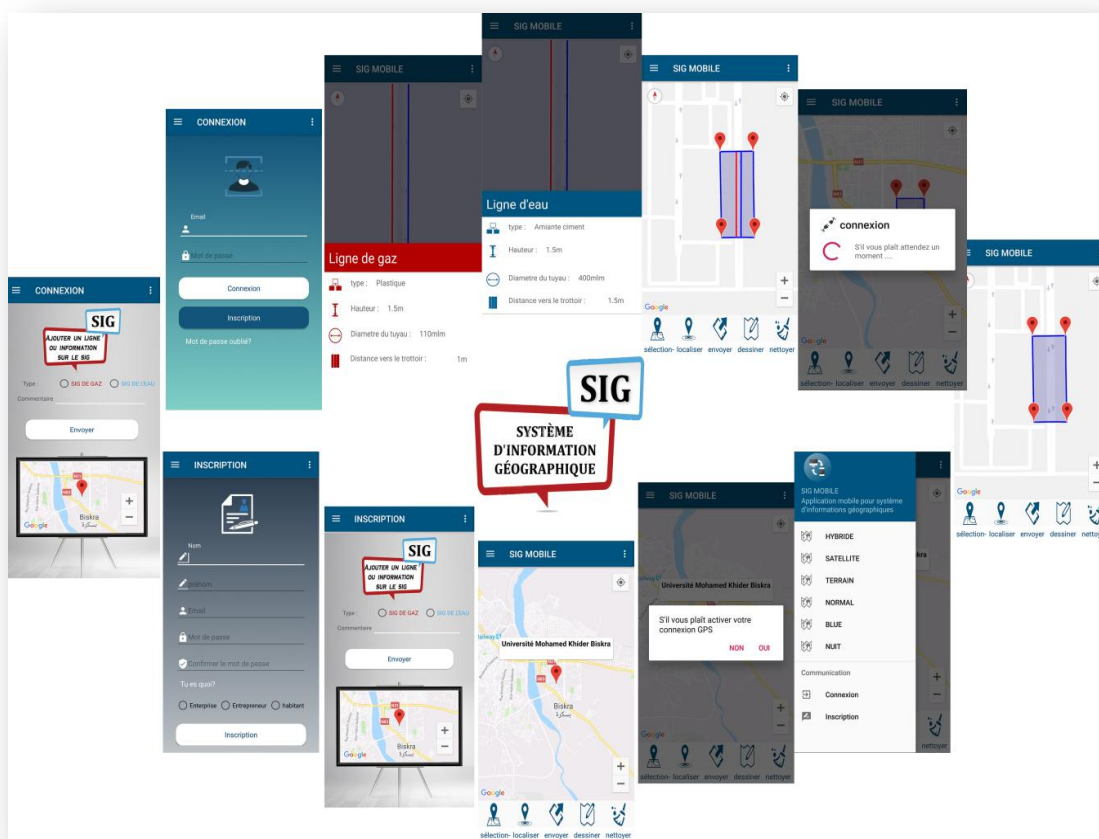 CONNEXION
SIG
AJOUTER UN LIGNE
OU INFORMATION
SUR LE SIG
Type :
SIG DE GAZ
SIG DE L'EAU
Commentaire
Envoyer
Biskra
بسكرة
Google
CONNEXION
Email
Mot de passe
Connexion
Inscription
Mot de passe oublié?
SIG MOBILE
Ligne de gaz
type : Plastique
Hauteur : 1.5m
Diametre du tuyau : 110mlm
Distance vers le trottoir : 1m
SIG MOBILE
Ligne d'eau
type : Amiante ciment
Hauteur : 1.5m
Diametre du tuyau : 400mlm
Distance vers le trottoir : 1.5m
SIG MOBILE
Google
sélection- localiser envoyer dessiner nettoyer
SIG MOBILE
connexion
S'il vous plaît attendez un
moment ....
Google
sélection- localiser envoyer dessiner nettoyer
SIG MOBILE
Google
sélection- localiser envoyer dessiner nettoy
SIG
SYSTÈME
D'INFORMATION
GÉOGRAPHIQUE
INSCRIPTION
Nom
prénom
Email
Mot de passe
Confirmer le mot de passe
Tu es quoi?
Enterprise Entrepreneur habitant
Inscription
INSCRIPTION
SIG
AJOUTER UN LIGNE
OU INFORMATION
SUR LE SIG
Type :
SIG DE GAZ
SIG DE L'EAU
Commentaire
Envoyer
Biskra
بسكرة
Google
SIG MOBILE
Université Mohamed Khider Biskra
Biskra
بسكرة
Google
sélection- localiser envoyer dessiner nettoyer
SIG MOBILE
Université Mohamed Khider Biskra
S'il vous plaît activer votre
connexion GPS
NON OUI
Google
sélection- localiser envoyer dessiner nettoyer
SIG MOBILE
Application mobile pour système
d'informations géographiques
HYBRIDE
SATELLITE
TERRAIN
NORMAL
BLUE
NUIT
Communication
Connexion
Inscription
kra
nettoyer